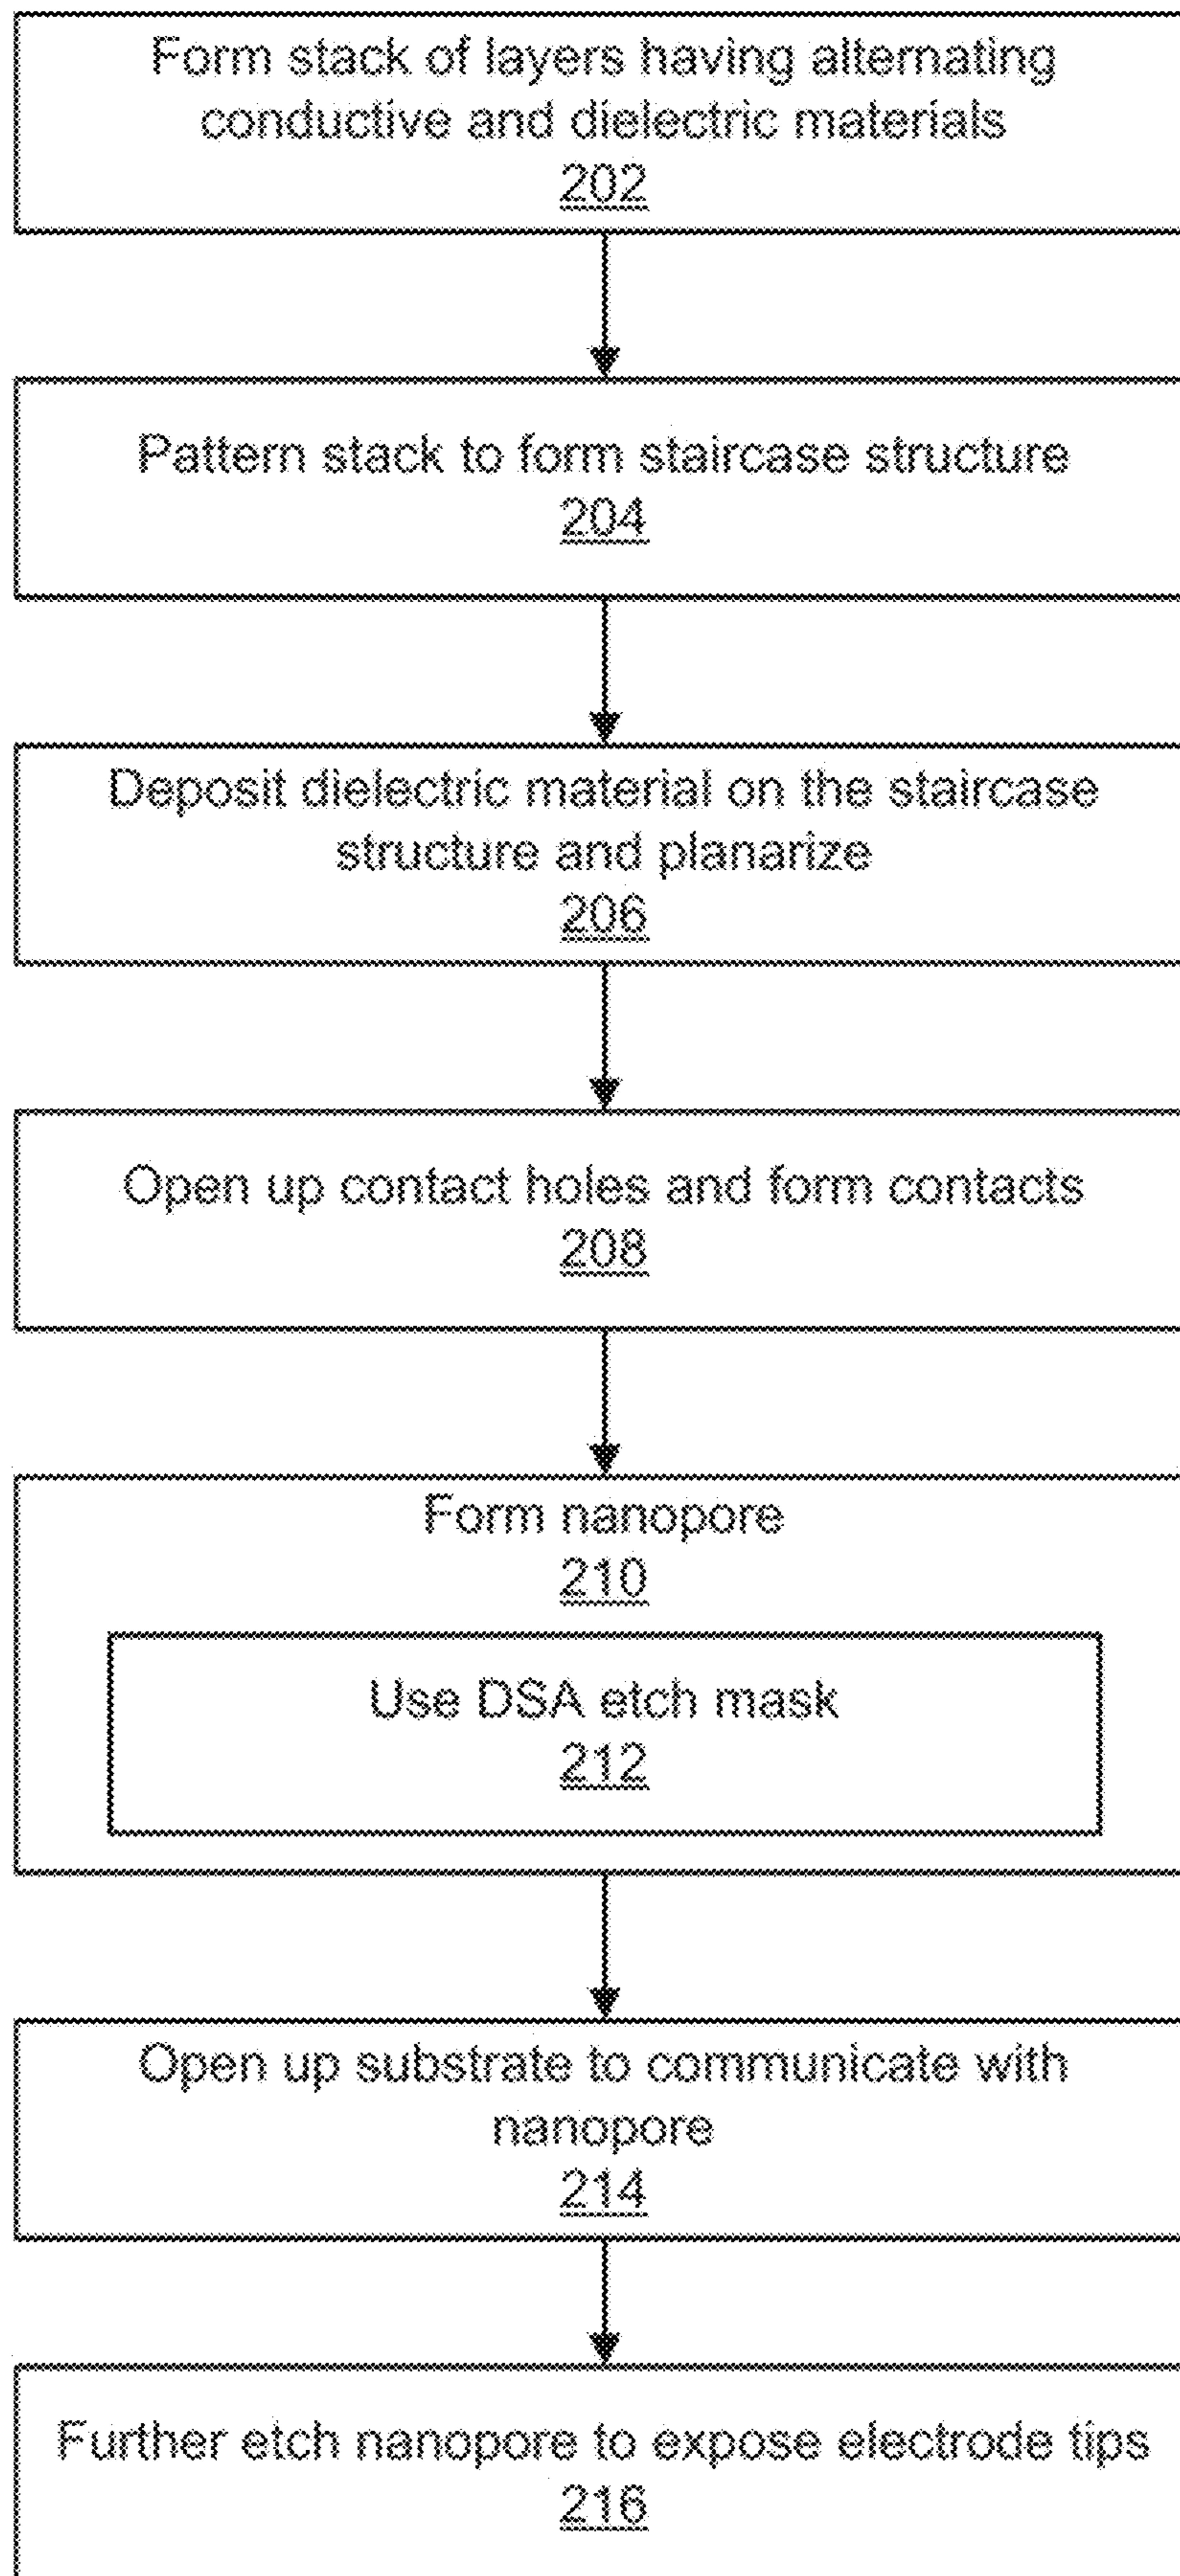 Form stack of layers having alternating
conductive and dielectric materials
202
Pattern stack to form staircase structure
204
Deposit dielectric material on the staircase
structure and planarize
206
Open up contact holes and form contacts
208
Form nanopore
210
Use DSA etch mask
212
Open up substrate to communicate with
nanopore
214
Further etch nanopore to expose electrode tips
216